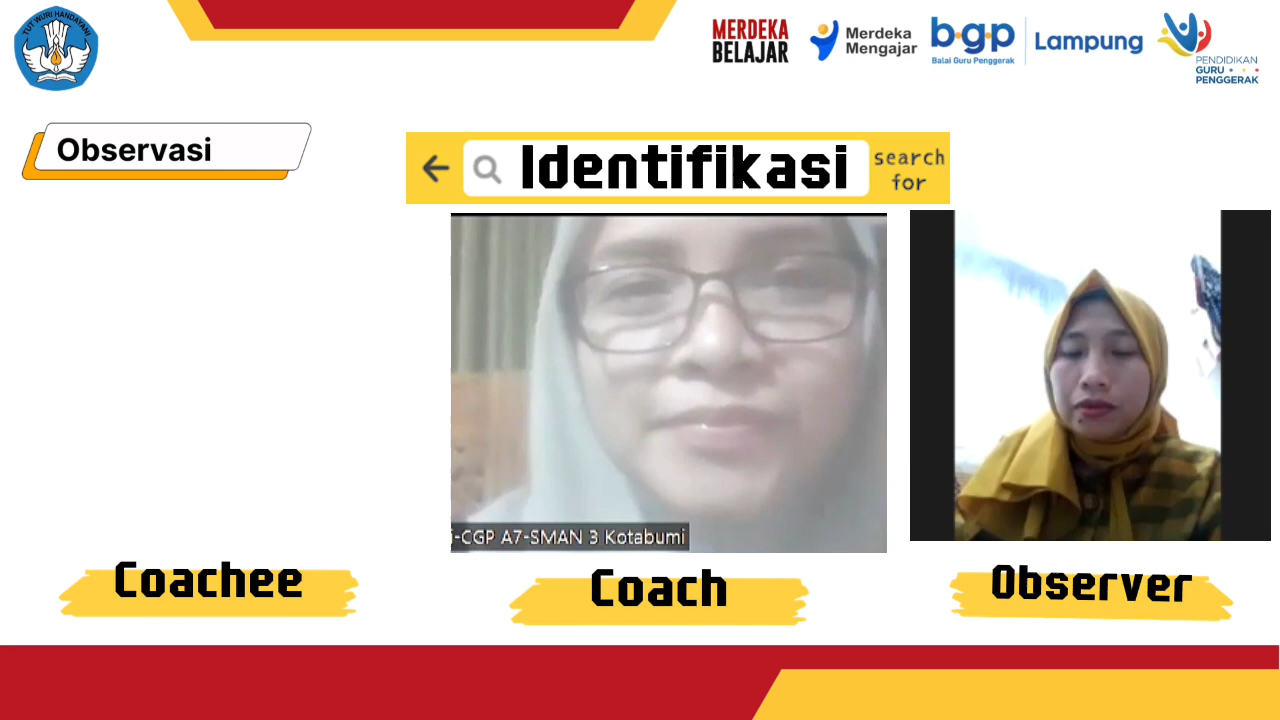 TUT WURI HANDAYANI
MERDEKA
BELAJAR
Merdeka
Mengajar
bgp
Balai Guru Penggerak
Lampung
PENDIDIKAN
GURU
PENGGERAK
Observasi
Identifikasi
search
for
-CGP A7-SMAN 3 Kotabumi
Coachee
Coach
Observer